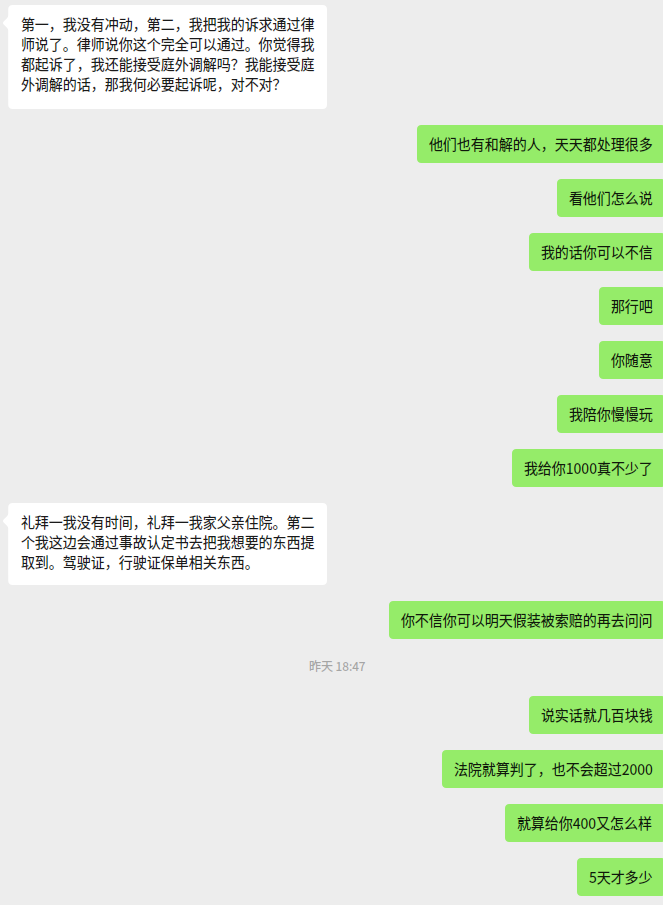 第一，我没有冲动，第二，我把我的诉求通过律
师说了。律师说你这个完全可以通过。你觉得我
都起诉了，我还能接受庭外调解吗？我能接受庭
外调解的话，那我何必要起诉呢，对不对？
他们也有和解的人，天天都处理很多
看他们怎么说
我的话你可以不信
那行吧
你随意
我陪你慢慢玩
我给你1000真不少了
礼拜一我没有时间，礼拜一我家父亲住院。第二
个我这边会通过事故认定书去把我想要的东西提
取到。驾驶证，行驶证保单相关东西。
你不信你可以明天假装被索赔的再去问问
昨天 18:47
说实话就几百块钱
法院就算判了，也不会超过2000
就算给你400又怎么样
5天才多少